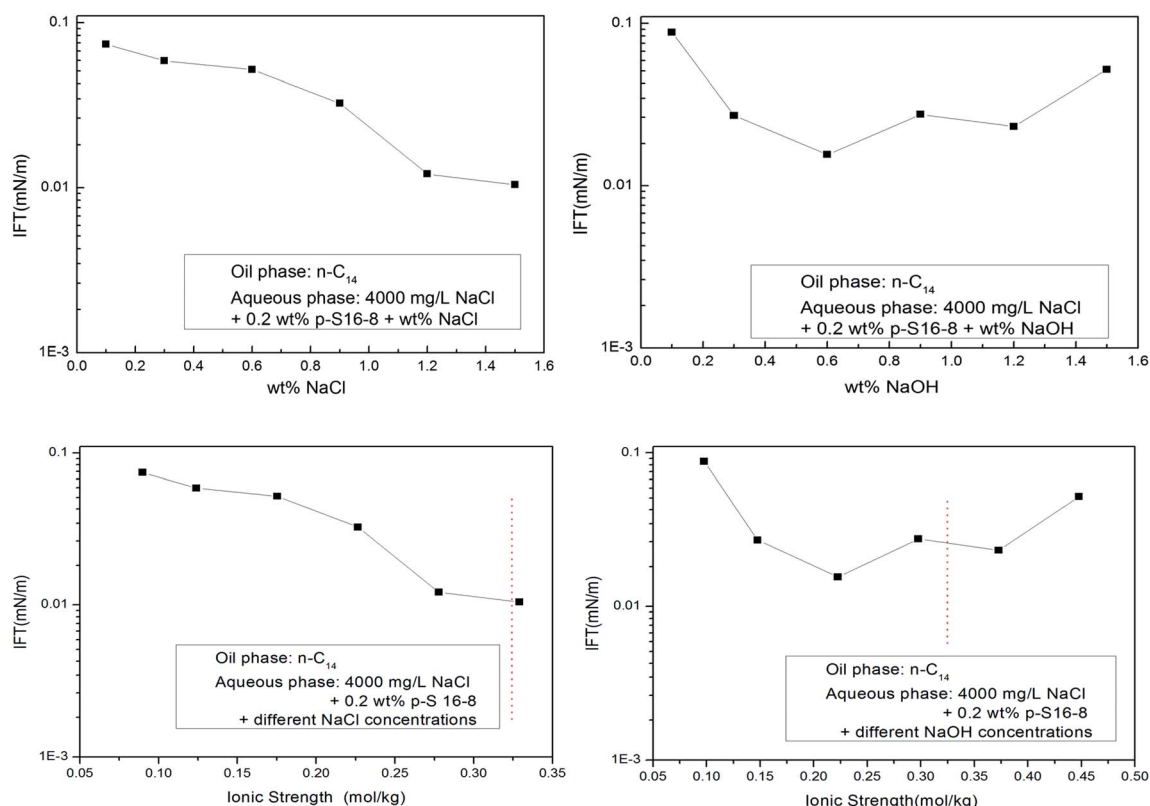 0.1
0.01
1E-3
IFT(mN/m)
Oil phase: n-C₁₄
Aqueous phase: 4000 mg/L NaCl
+ 0.2 wt% p-S16-8 + wt% NaCl
0.0 0.2 0.4 0.6 0.8 1.0 1.2 1.4 1.6
wt% NaCl
0.1
0.01
1E-3
IFT(mN/m)
Oil phase: n-C₁₄
Aqueous phase: 4000 mg/L NaCl
+ 0.2 wt% p-S16-8 + wt% NaOH
0.0 0.2 0.4 0.6 0.8 1.0 1.2 1.4 1.6
wt% NaOH
0.1
0.01
1E-3
IFT(mN/m)
Oil phase: n-C₁₄
Aqueous phase: 4000 mg/L NaCl
+ 0.2 wt% p-S 16-8
+ different NaCl concentrations
0.05 0.10 0.15 0.20 0.25 0.30 0.35
Ionic Strength (mol/kg)
0.1
0.01
1E-3
IFT(mN/m)
Oil phase: n-C₁₄
Aqueous phase: 4000 mg/L NaCl
+ 0.2 wt% p-S16-8
+ different NaOH concentrations
0.05 0.10 0.15 0.20 0.25 0.30 0.35 0.40 0.45 0.50
Ionic Strength(mol/kg)